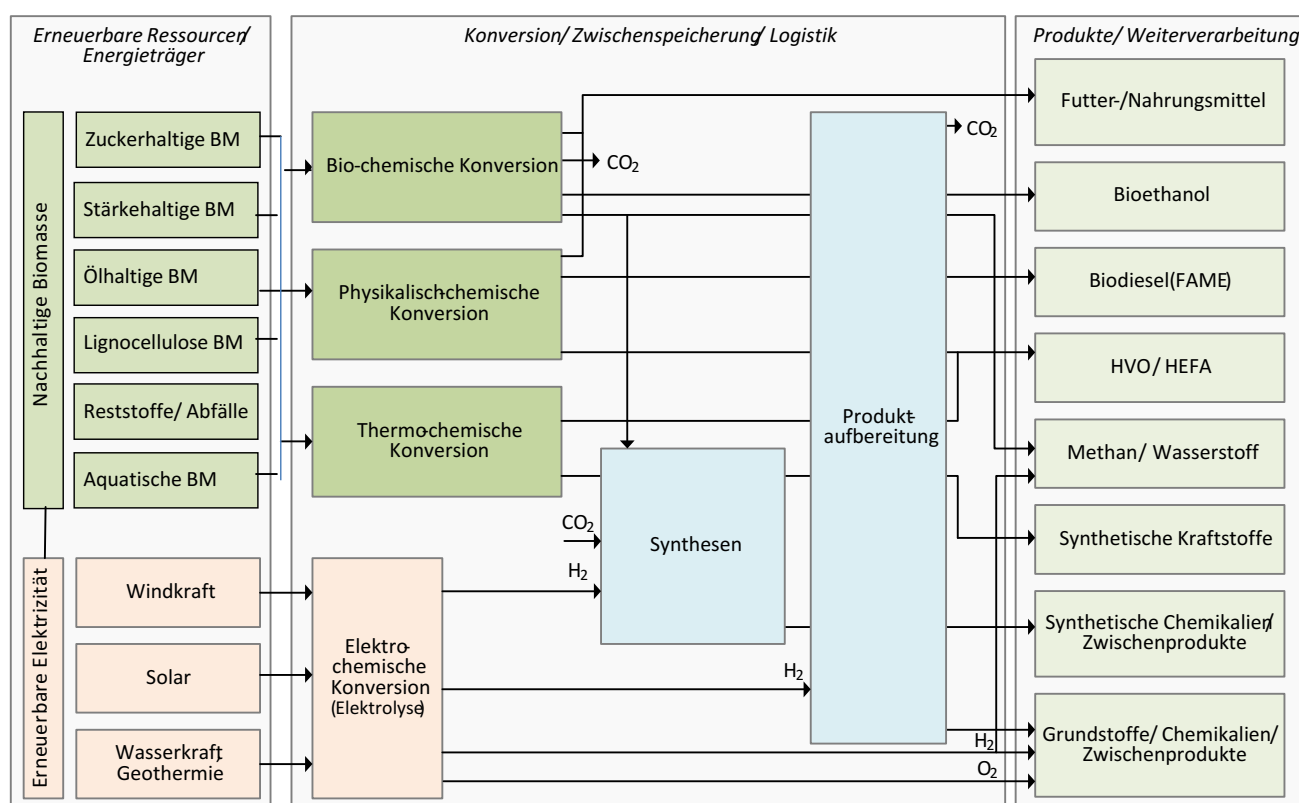 Erneuerbare Ressourcen/
Energieträger
Nachhaltige Biomasse
Zuckerhaltige BM
Stärkehaltige BM
Ölhaltige BM
Lignocellulose BM
Reststoffe/ Abfälle
Aquatische BM
Erneuerbare Elektrizität
Windkraft
Solar
Wasserkraft,
Geothermie
Konversion/ Zwischenspeicherung/ Logistik
Bio-chemische Konversion
CO2
Physikalisch-chemische
Konversion
Thermo-chemische
Konversion
Elektro-
chemische
Konversion
(Elektrolyse)
CO2
H2
Synthesen
H2
Produkt-
aufbereitung
CO2
H2
O2
Produkte/ Weiterverarbeitung
Futter-/Nahrungsmittel
Bioethanol
Biodiesel(FAME)
HVO/ HEFA
Methan/ Wasserstoff
Synthetische Kraftstoffe
Synthetische Chemikalien/
Zwischenprodukte
Grundstoffe/ Chemikalien/
Zwischenprodukte